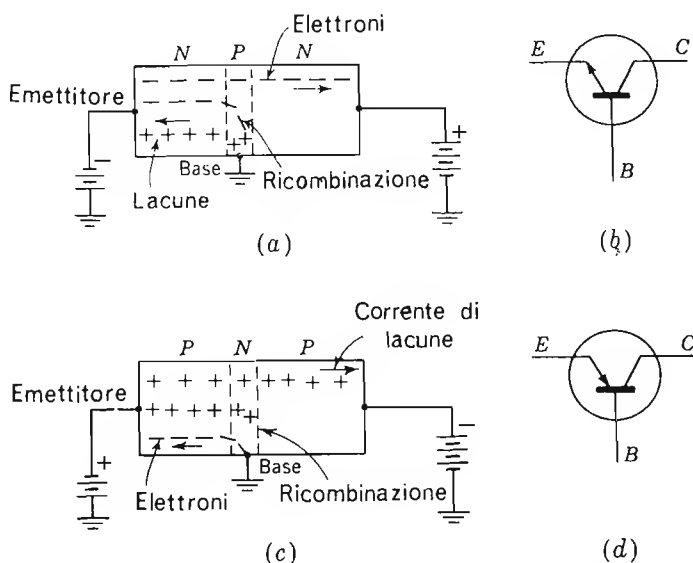 Elettroni
N P N
Emettitore
+ + + +
+ +
-
+
Base
Lacune
Ricombinazione
(a)
E C
B
(b)
Corrente di
lacune
P N P
+ + + + + + +
Emettitore
+ + + + + +
+
-
Base
Elettroni
Ricombinazione
(c)
E C
B
(d)